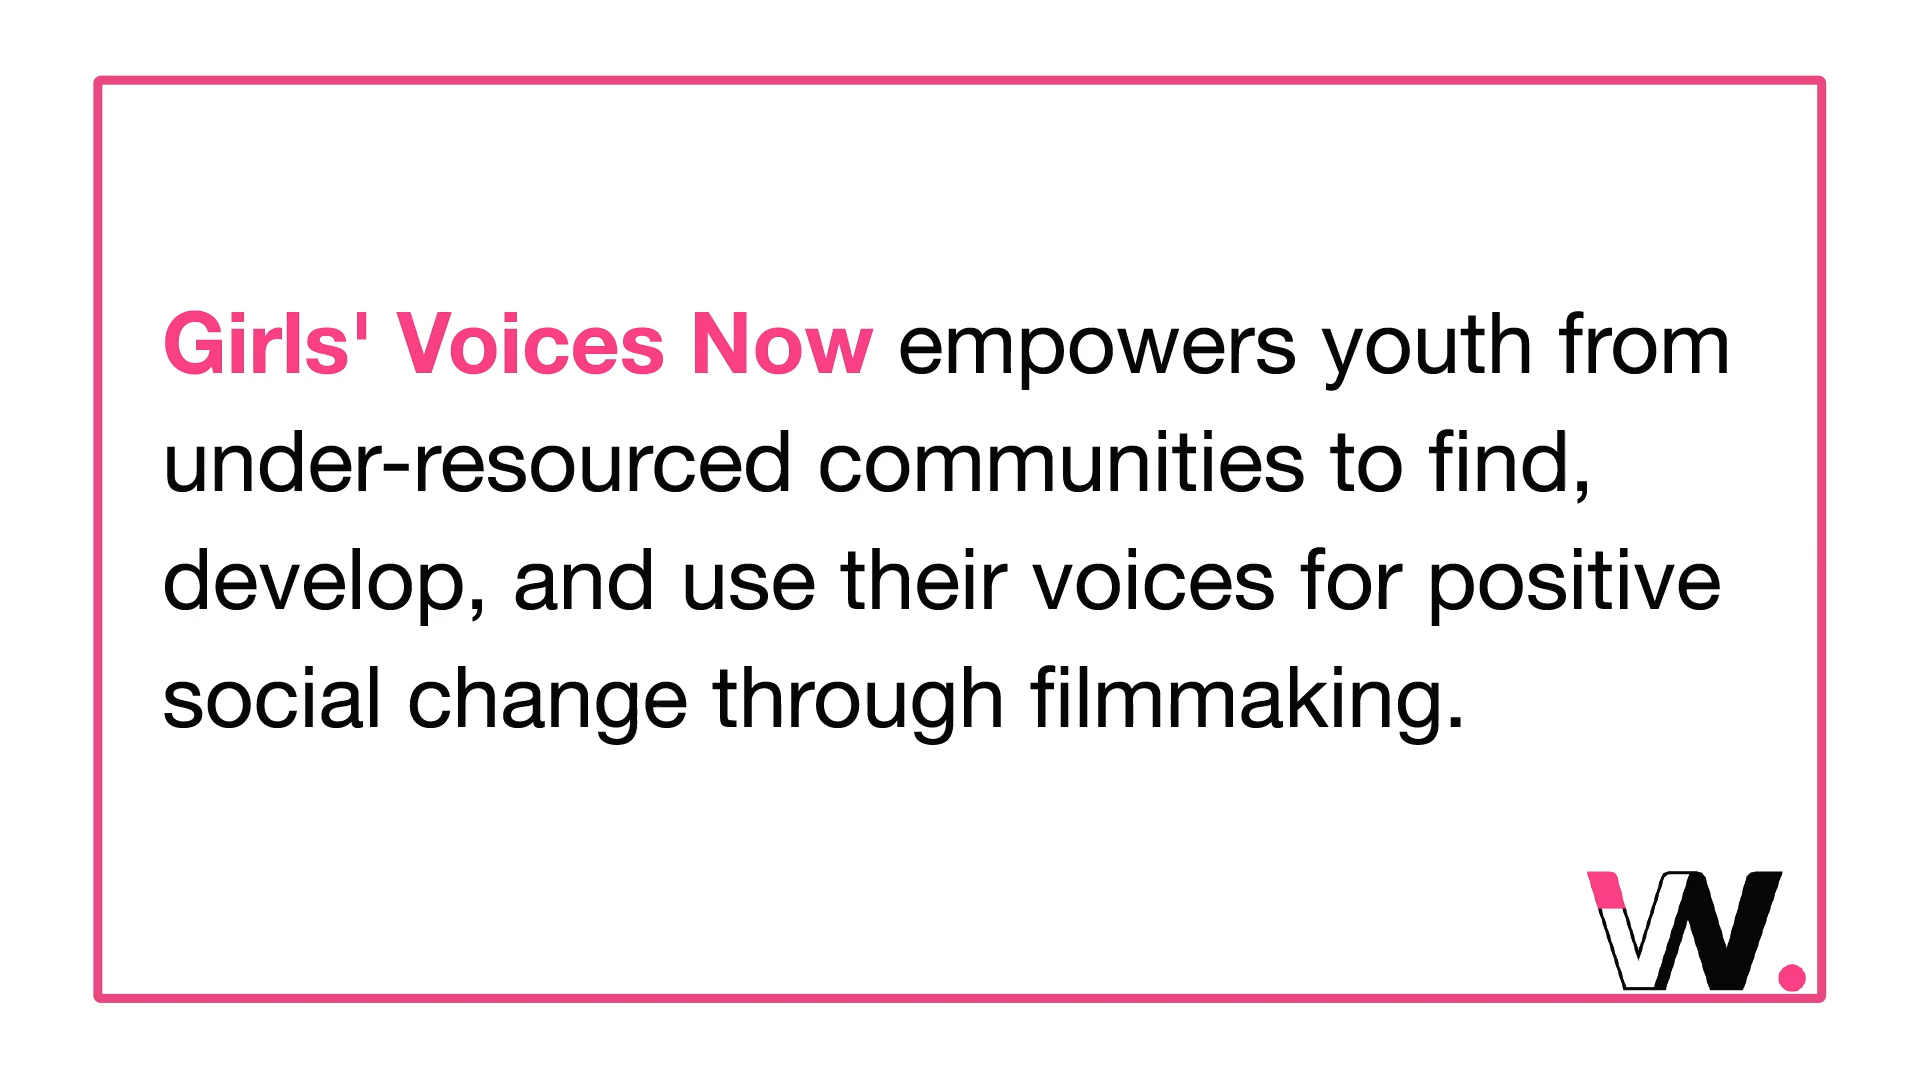 Girls' Voices Now empowers youth from
under-resourced communities to find,
develop, and use their voices for positive
social change through filmmaking.
W.